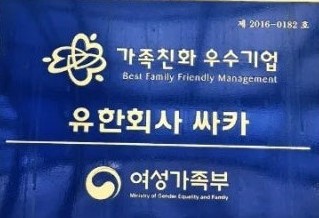 제 2016-0182 호
가족친화 우수기업
Best Family Friendly Management
유한회사 싸카
여성가족부
Ministry of Gender Equality and Family